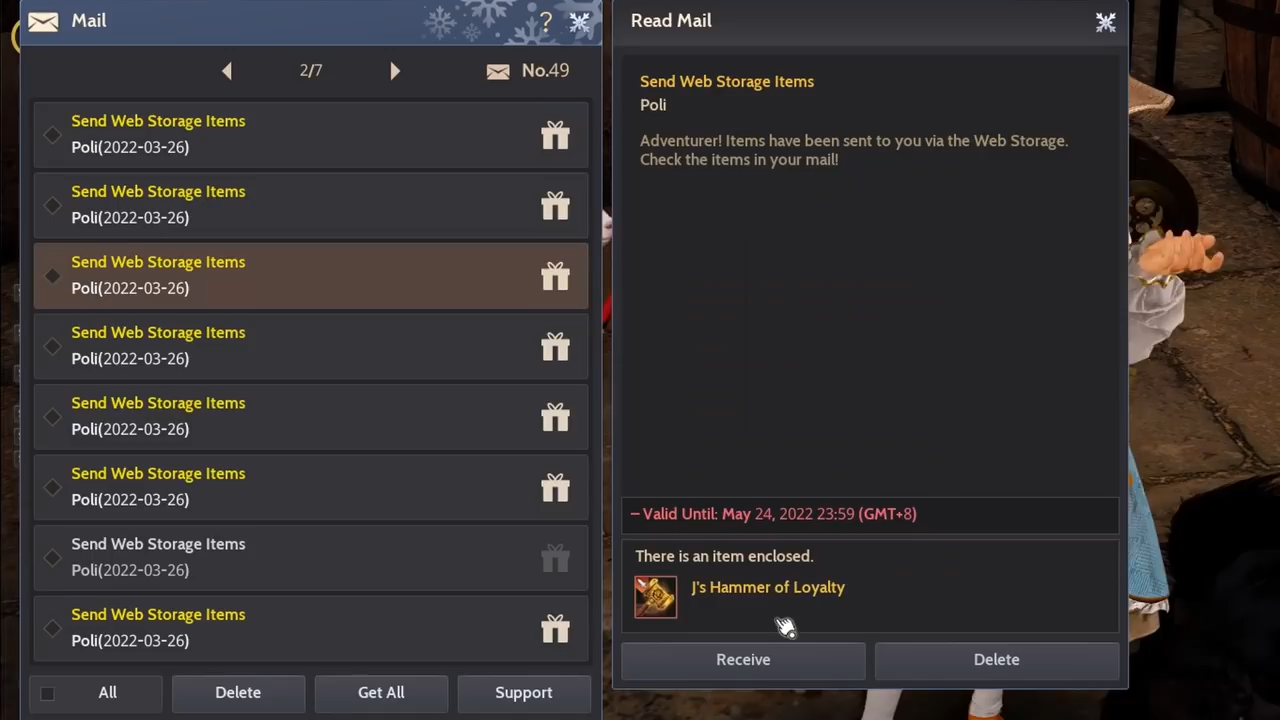 Mail
?
2/7
No.49
Send Web Storage Items
Poli(2022-03-26)
Send Web Storage Items
Poli(2022-03-26)
Send Web Storage Items
Poli(2022-03-26)
Send Web Storage Items
Poli(2022-03-26)
Send Web Storage Items
Poli(2022-03-26)
Send Web Storage Items
Poli(2022-03-26)
Send Web Storage Items
Poli(2022-03-26)
Send Web Storage Items
Poli(2022-03-26)
All
Delete
Get All
Support
Read Mail
Send Web Storage Items
Poli
Adventurer! Items have been sent to you via the Web Storage.
Check the items in your mail!
– Valid Until: May 24, 2022 23:59 (GMT+8)
There is an item enclosed.
J's Hammer of Loyalty
Receive
Delete